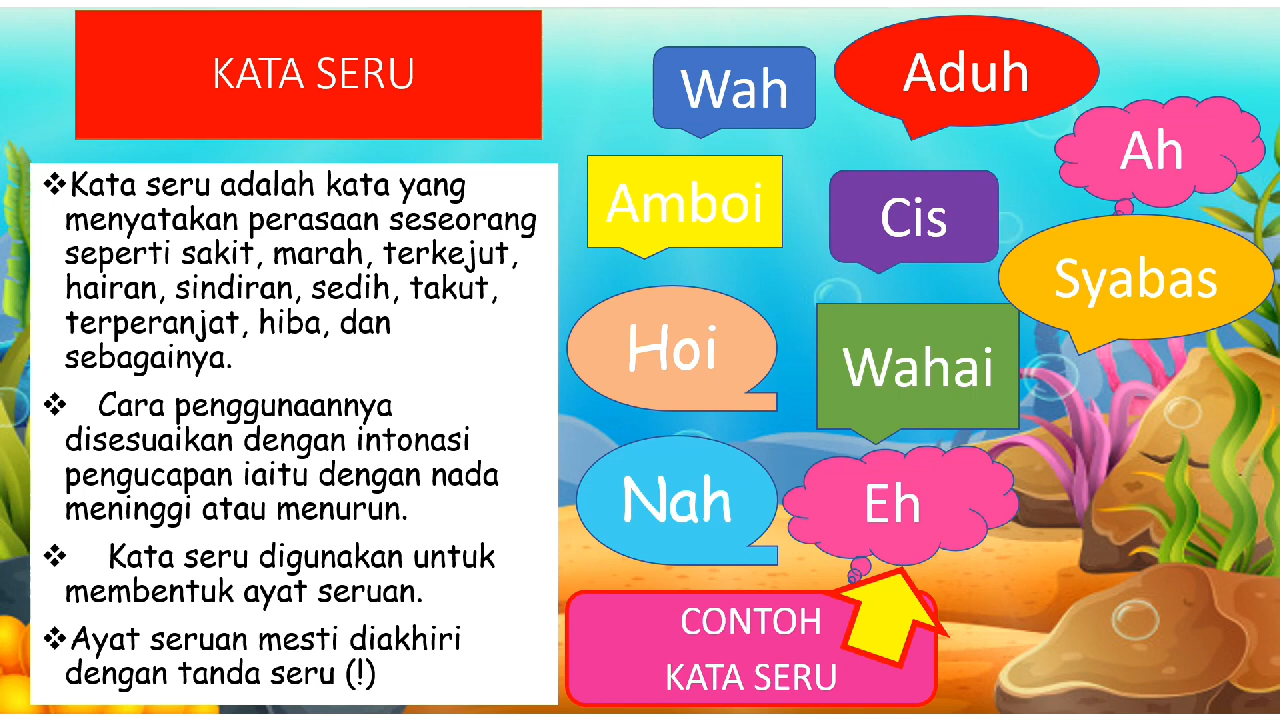 KATA SERU
❖Kata seru adalah kata yang
menyatakan perasaan seseorang
seperti sakit, marah, terkejut,
hairan, sindiran, sedih, takut,
terperanjat, hiba, dan
sebagainya.
❖ Cara penggunaannya
disesuaikan dengan intonasi
pengucapan iaitu dengan nada
meninggi atau menurun.
❖ Kata seru digunakan untuk
membentuk ayat seruan.
❖Ayat seruan mesti diakhiri
dengan tanda seru (!)
Wah
Aduh
Ah
Amboi
Cis
Syabas
Hoi
Wahai
Nah
Eh
CONTOH
KATA SERU